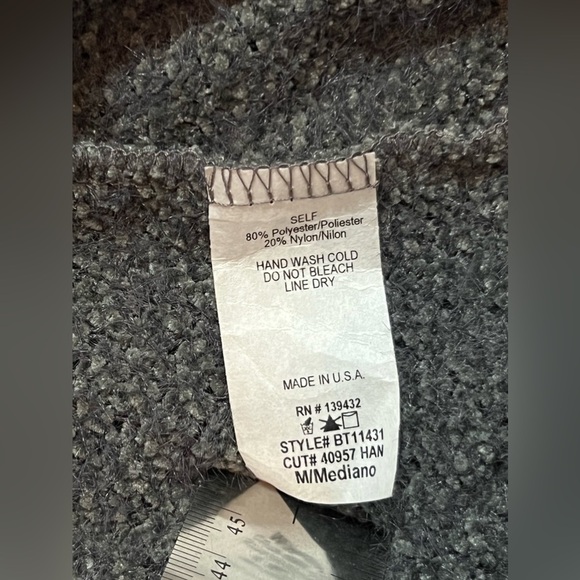 SELF
80% Polyester/Poliester
20% Nylon/Nilon
HAND WASH COLD
DO NOT BLEACH
LINE DRY
MADE IN U.S.A.
RN # 139432
STYLE# BT11431
CUT# 40957 HAN
M/Mediano
45
44